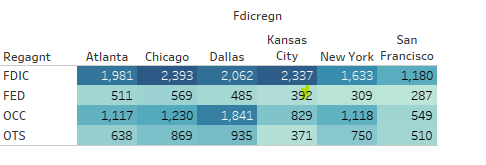 Fdicregn
Regagnt Atlanta Chicago Dallas Kansas City New York San Francisco
FDIC 1,981 2,393 2,062 2,337 1,633 1,180
FED 511 569 485 392 309 287
OCC 1,117 1,230 1,841 829 1,118 549
OTS 638 869 935 371 750 510